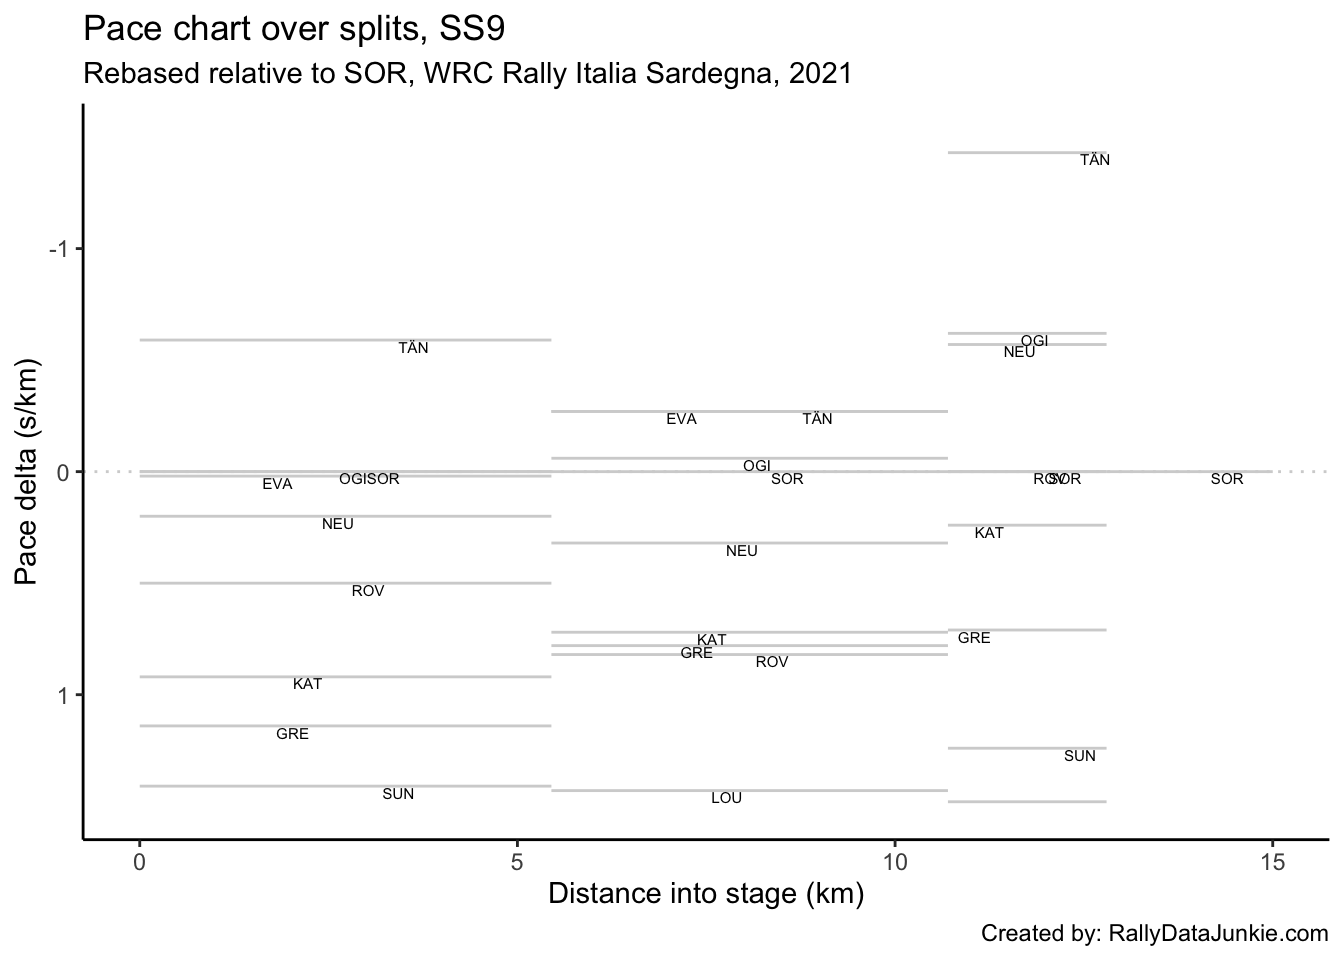 Pace chart over splits, SS9
Rebased relative to SOR, WRC Rally Italia Sardegna, 2021
TÄN
-1
OGI
NEU
TÄN
EVA TÄN
OGI
0
EVA OGISOR SOR ROV SOR SOR
NEU
KAT
NEU
ROV
KAT GRE
GRE ROV
KAT
1
GRE
SUN
SUN LOU
Pace delta (s/km)
0 5 10 15
Distance into stage (km)
Created by: RallyDataJunkie.com